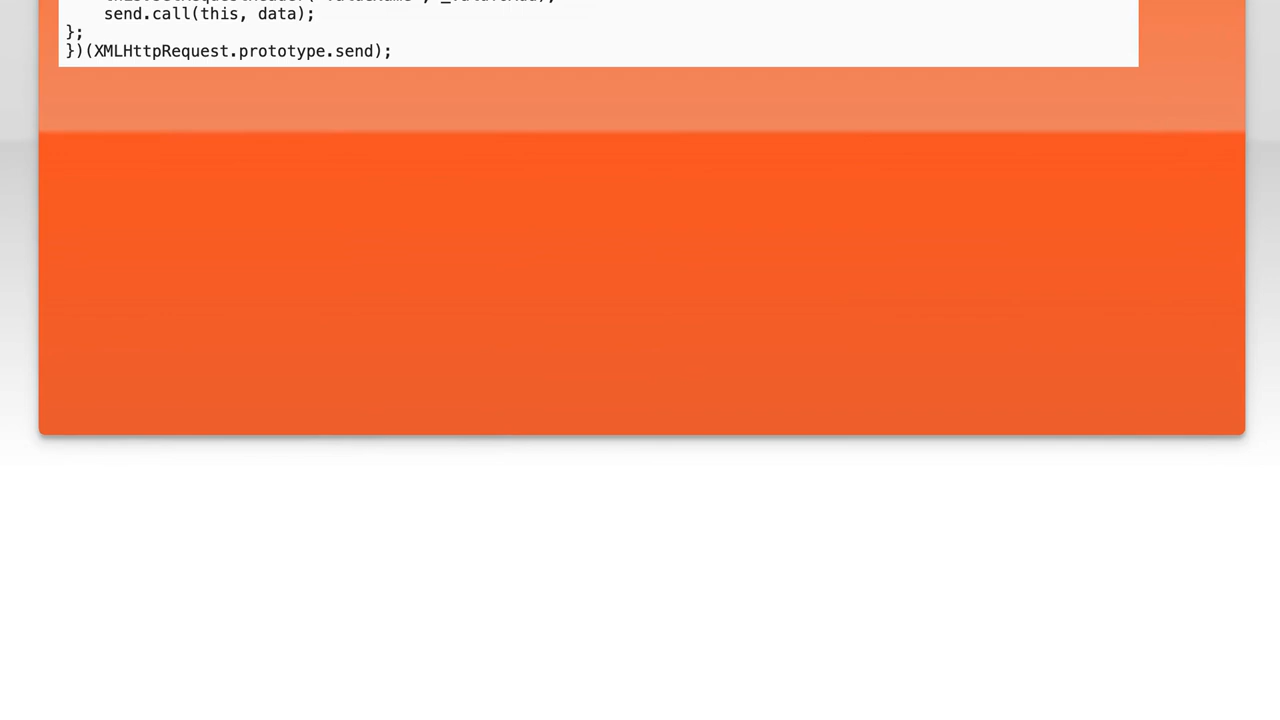 send.call(this, data);
};
})(XMLHttpRequest.prototype.send);